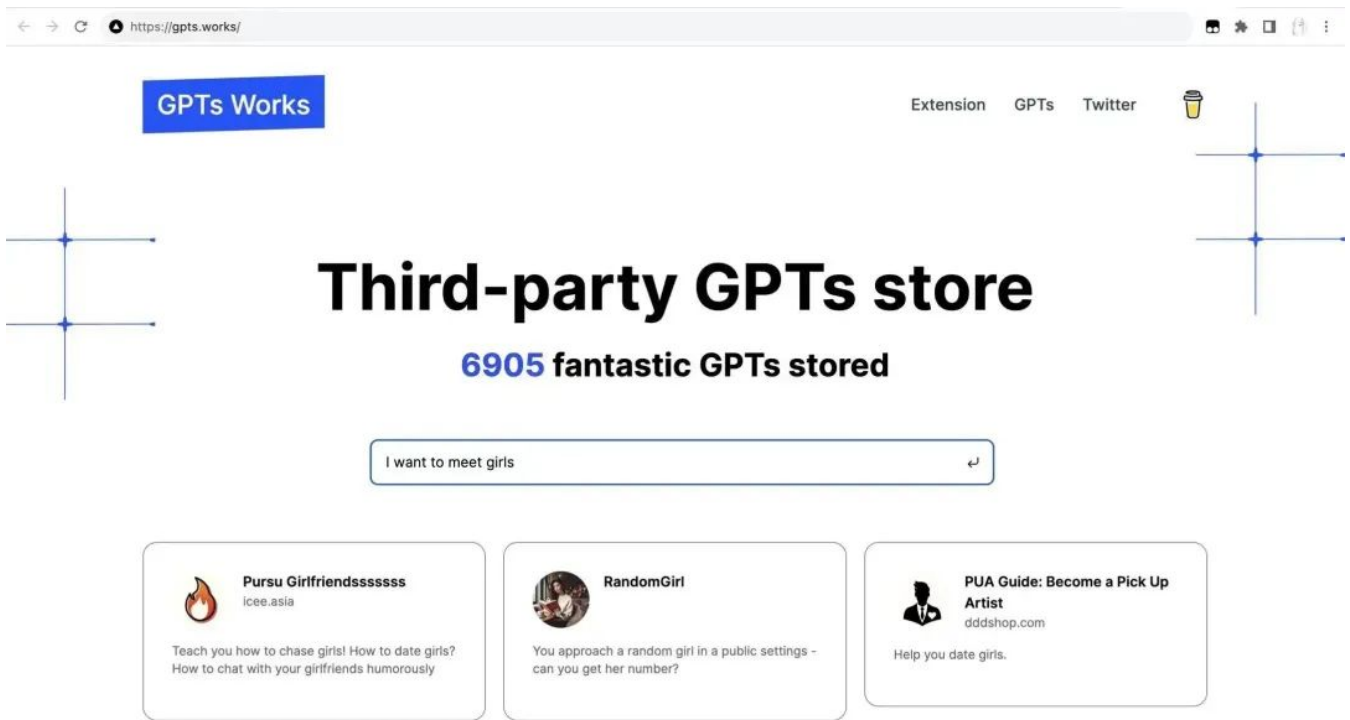 https://gpts.works/
GPTs Works
Extension GPTs Twitter
Third-party GPTs store
6905 fantastic GPTs stored
I want to meet girls
Pursu Girlfriendsssssss
icee.asia
Teach you how to chase girls! How to date girls?
How to chat with your girlfriends humorously
RandomGirl
You approach a random girl in a public settings -
can you get her number?
PUA Guide: Become a Pick Up
Artist
dddshop.com
Help you date girls.